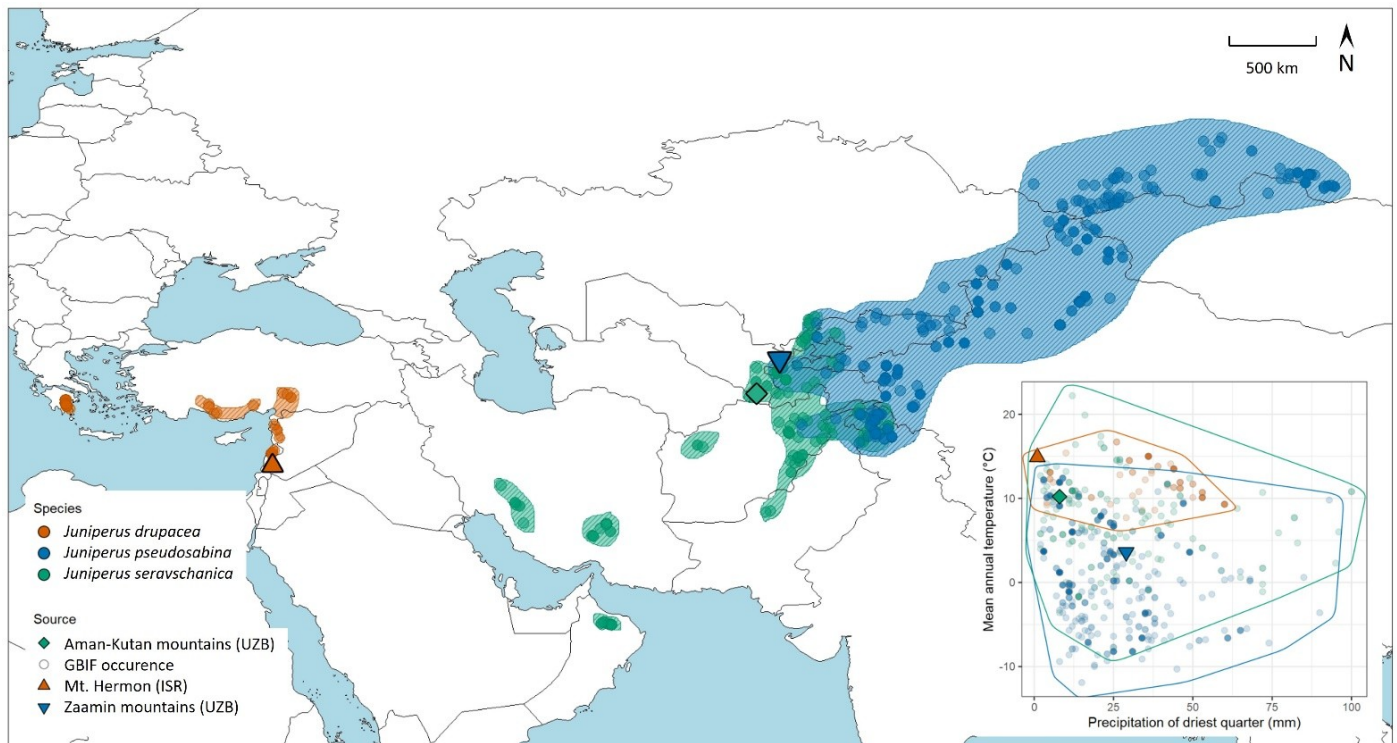 500 km
N
Species
Juniperus drupacea
Juniperus pseudosabina
Juniperus seravschanica
Source
Aman-Kutan mountains (UZB)
GBIF occurence
Mt. Hermon (ISR)
Zaamin mountains (UZB)
Mean annual temperature (°C)
20
10
0
-10
0 25 50 75 100
Precipitation of driest quarter (mm)